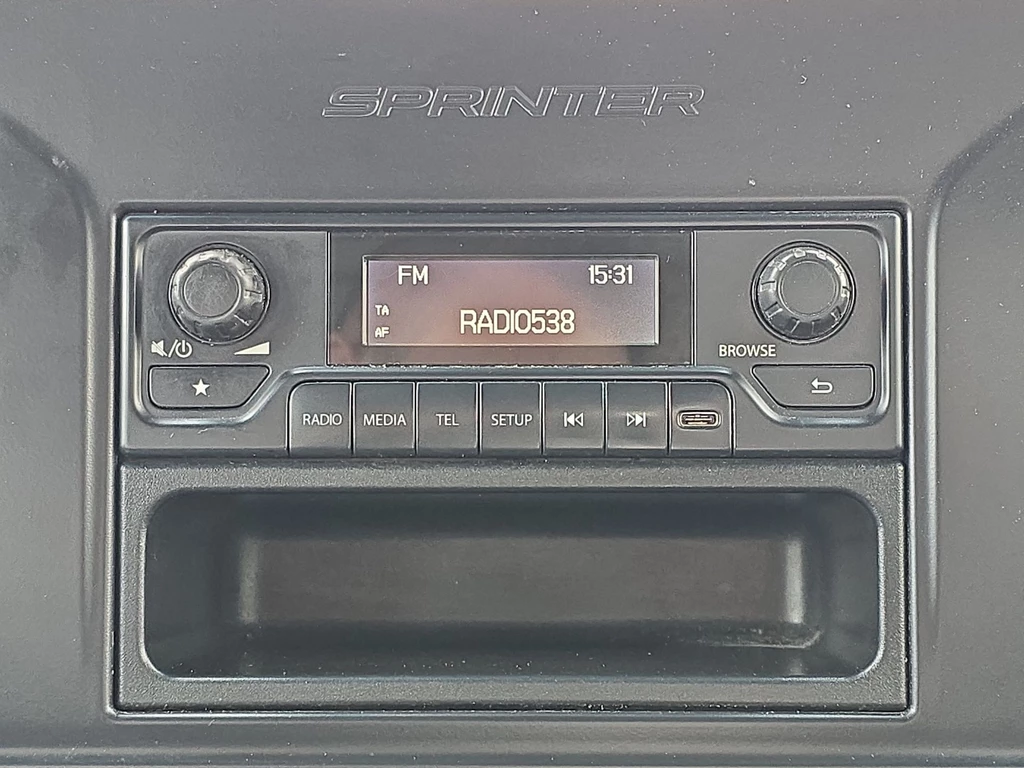 SPRINTER
FM 15:31
TA
RADIO538
AF
BROWSE
RADIO MEDIA TEL SETUP